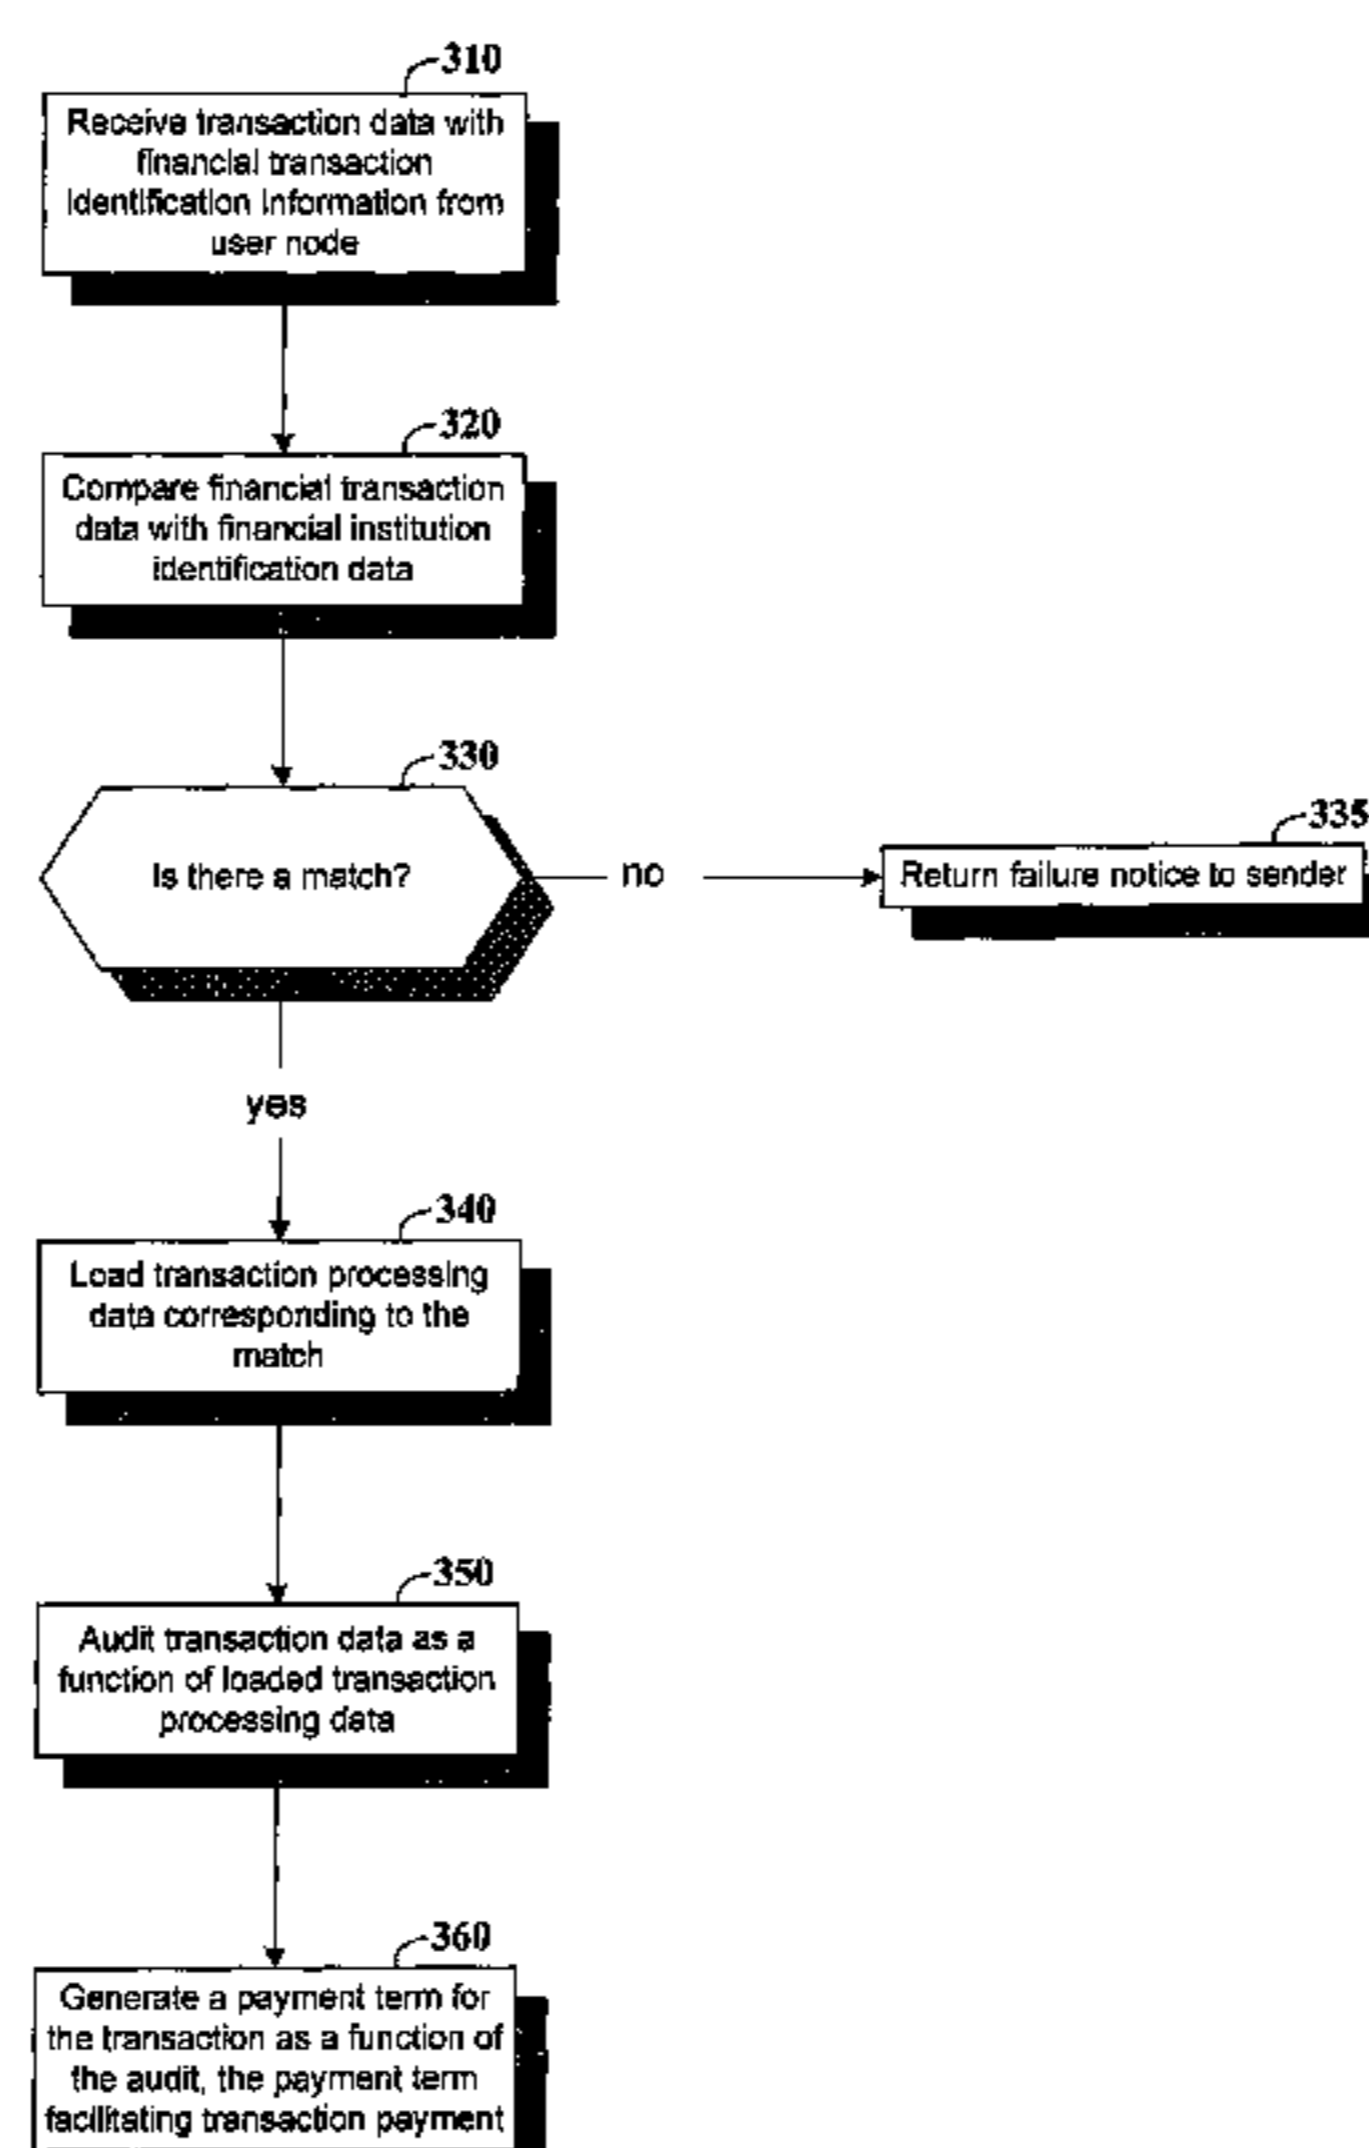 310
Receive transaction data with
financial transaction
identification information from
user node
320
Compare financial transaction
data with financial institution
identification data
330
Is there a match?
no
335
Return failure notice to sender
yes
340
Load transaction processing
data corresponding to the
match
350
Audit transaction data as a
function of loaded transaction
processing data
360
Generate a payment term for
the transaction as a function of
the audit, the payment term
facilitating transaction payment